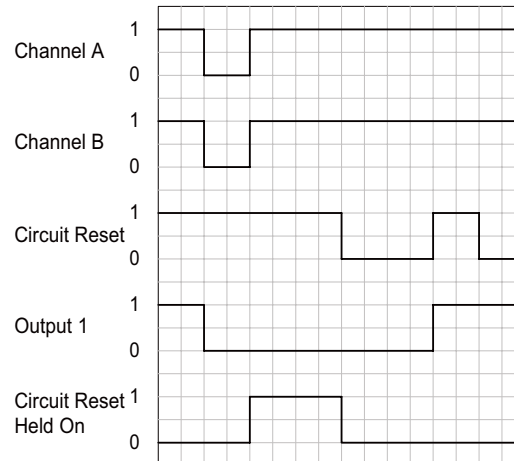 Channel A
1
0
Channel B
1
0
Circuit Reset
1
0
Output 1
1
0
Circuit Reset
Held On
1
0